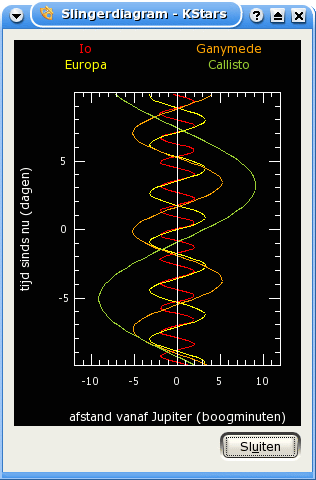 Slingerdiagram - KStars
Io Ganymede
Europa Callisto
tijd sinds nu (dagen)
5
0
-5
-10 -5 0 5 10
afstand vanaf Jupiter (boogminuten)
Sluiten